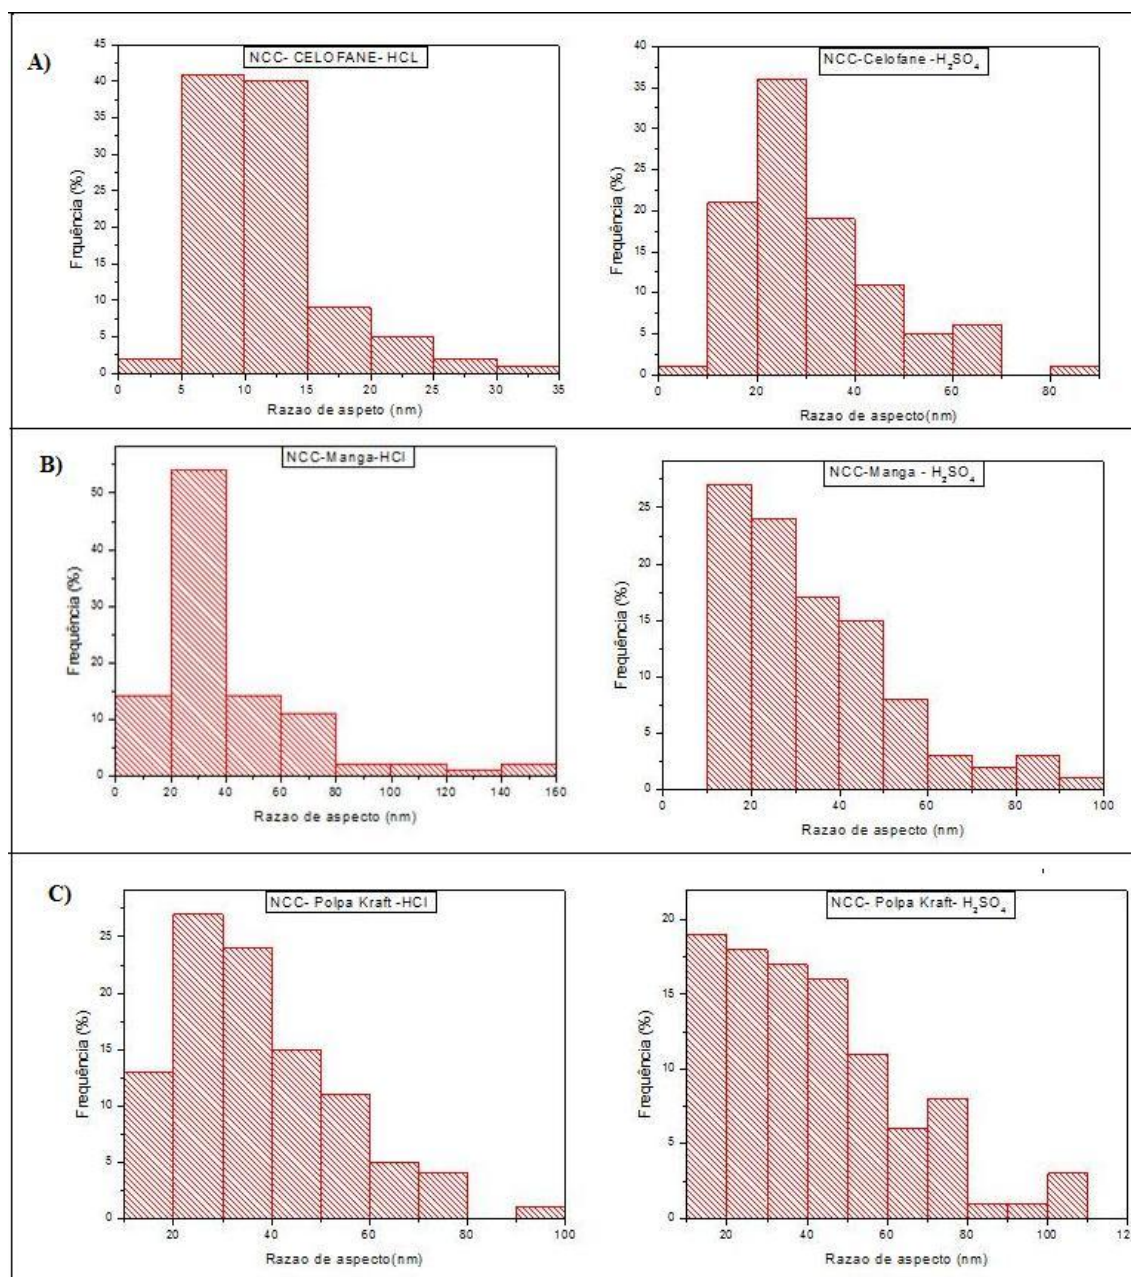 A)
NCC- CELOFANE- HCL
45
40
35
30
25
20
15
10
5
0
Frquência (%)
0 5 10 15 20 25 30 35
Razao de aspeto (nm)
NCC-Celofane -H₂SO₄
40
35
30
25
20
15
10
5
0
Frequência (%)
0 20 40 60 80
Razao de aspecto(nm)
B)
NCC-Manga-HCl
50
40
30
20
10
0
Frequência (%)
0 20 40 60 80 100 120 140 160
Razao de aspecto (nm)
NCC-Manga - H₂SO₄
25
20
15
10
5
0
Frequência (%)
0 20 40 60 80 100
Razao de aspecto (nm)
C)
NCC- Polpa Kraft -HCl
25
20
15
10
5
0
Frequência (%)
20 40 60 80 100
Razao de aspecto(nm)
NCC- Polpa Kraft- H₂SO₄
20
15
10
5
0
Frequência (%)
20 40 60 80 100 12
Razao de aspecto (nm)